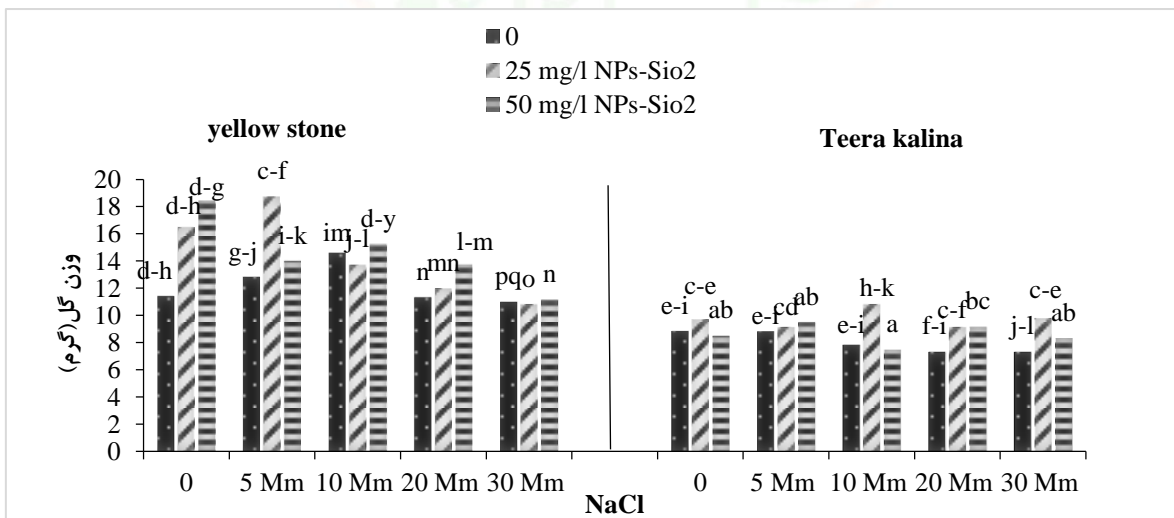 0
25 mg/l NPs-Sio2
50 mg/l NPs-Sio2
yellow stone
Teera kalina
وزن گل(گرم)
20
18
16
14
12
10
8
6
4
2
0
d-h d-h d-g
g-j c-f i-k
im j-l d-y
n mn l-m
pq o n
e-i c-e ab
e-f cd ab
e-i h-k a
f-i c-f bc
j-l c-e ab
0 5 Mm 10 Mm 20 Mm 30 Mm 0 5 Mm 10 Mm 20 Mm 30 Mm
NaCl